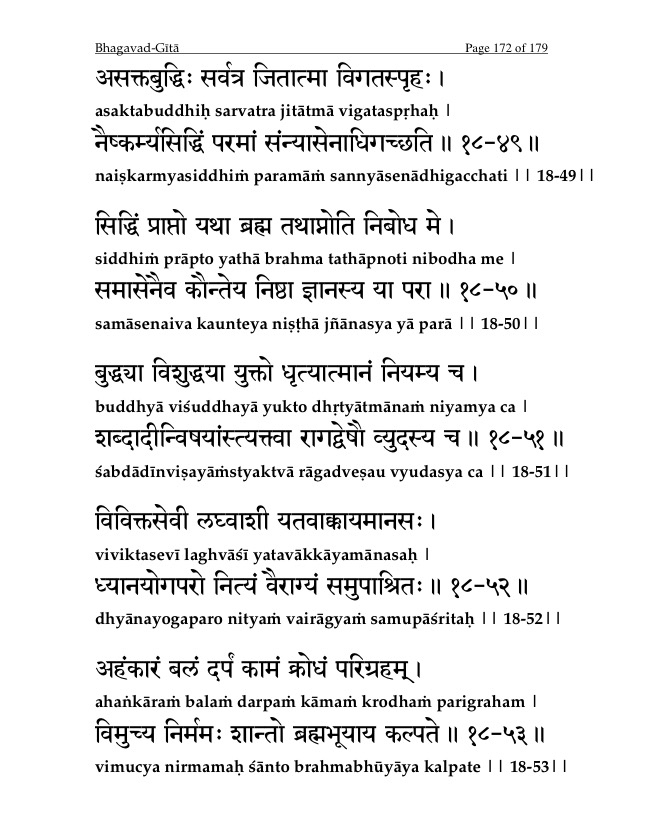 Bhagavad-Gītā Page 172 of 179
असक्तबुद्धिः सर्वत्र जितात्मा विगतस्पृहः ।
asaktabuddhiḥ sarvatra jitātmā vigataspṛhaḥ |
नैष्कर्म्यसिद्धिं परमां संन्यासेनाधिगच्छति ॥ १८-४९ ॥
naiṣkarmyasiddhiṁ paramāṁ sannyāsenādhigacchati || 18-49||
सिद्धिं प्राप्तो यथा ब्रह्म तथाप्नोति निबोध मे ।
siddhiṁ prāpto yathā brahma tathāpnoti nibodha me |
समासेनैव कौन्तेय निष्ठा ज्ञानस्य या परा ॥ १८-५० ॥
samāsenaiva kaunteya niṣṭhā jñānasya yā parā || 18-50||
बुद्ध्या विशुद्धया युक्तो धृत्यात्मानं नियम्य च ।
buddhyā viśuddhayā yukto dhṛtyātmānaṁ niyamya ca |
शब्दादीन्विषयांस्त्यक्त्वा रागद्वेषौ व्युदस्य च ॥ १८-५१ ॥
śabdādīnviṣayāṁstyaktvā rāgadveṣau vyudasya ca || 18-51||
विविक्तसेवी लघ्वाशी यतवाक्कायमानसः ।
viviktasevī laghvāśī yatavākkāyamānasaḥ |
ध्यानयोगपरो नित्यं वैराग्यं समुपाश्रितः ॥ १८-५२ ॥
dhyānayogaparo nityaṁ vairāgyaṁ samupāśritaḥ || 18-52||
अहंकारं बलं दर्पं कामं क्रोधं परिग्रहम् ।
ahaṅkāraṁ balaṁ darpaṁ kāmaṁ krodhaṁ parigraham |
विमुच्य निर्ममः शान्तो ब्रह्मभूयाय कल्पते ॥ १८-५३ ॥
vimucya nirmamaḥ śānto brahmabhūyāya kalpate || 18-53||